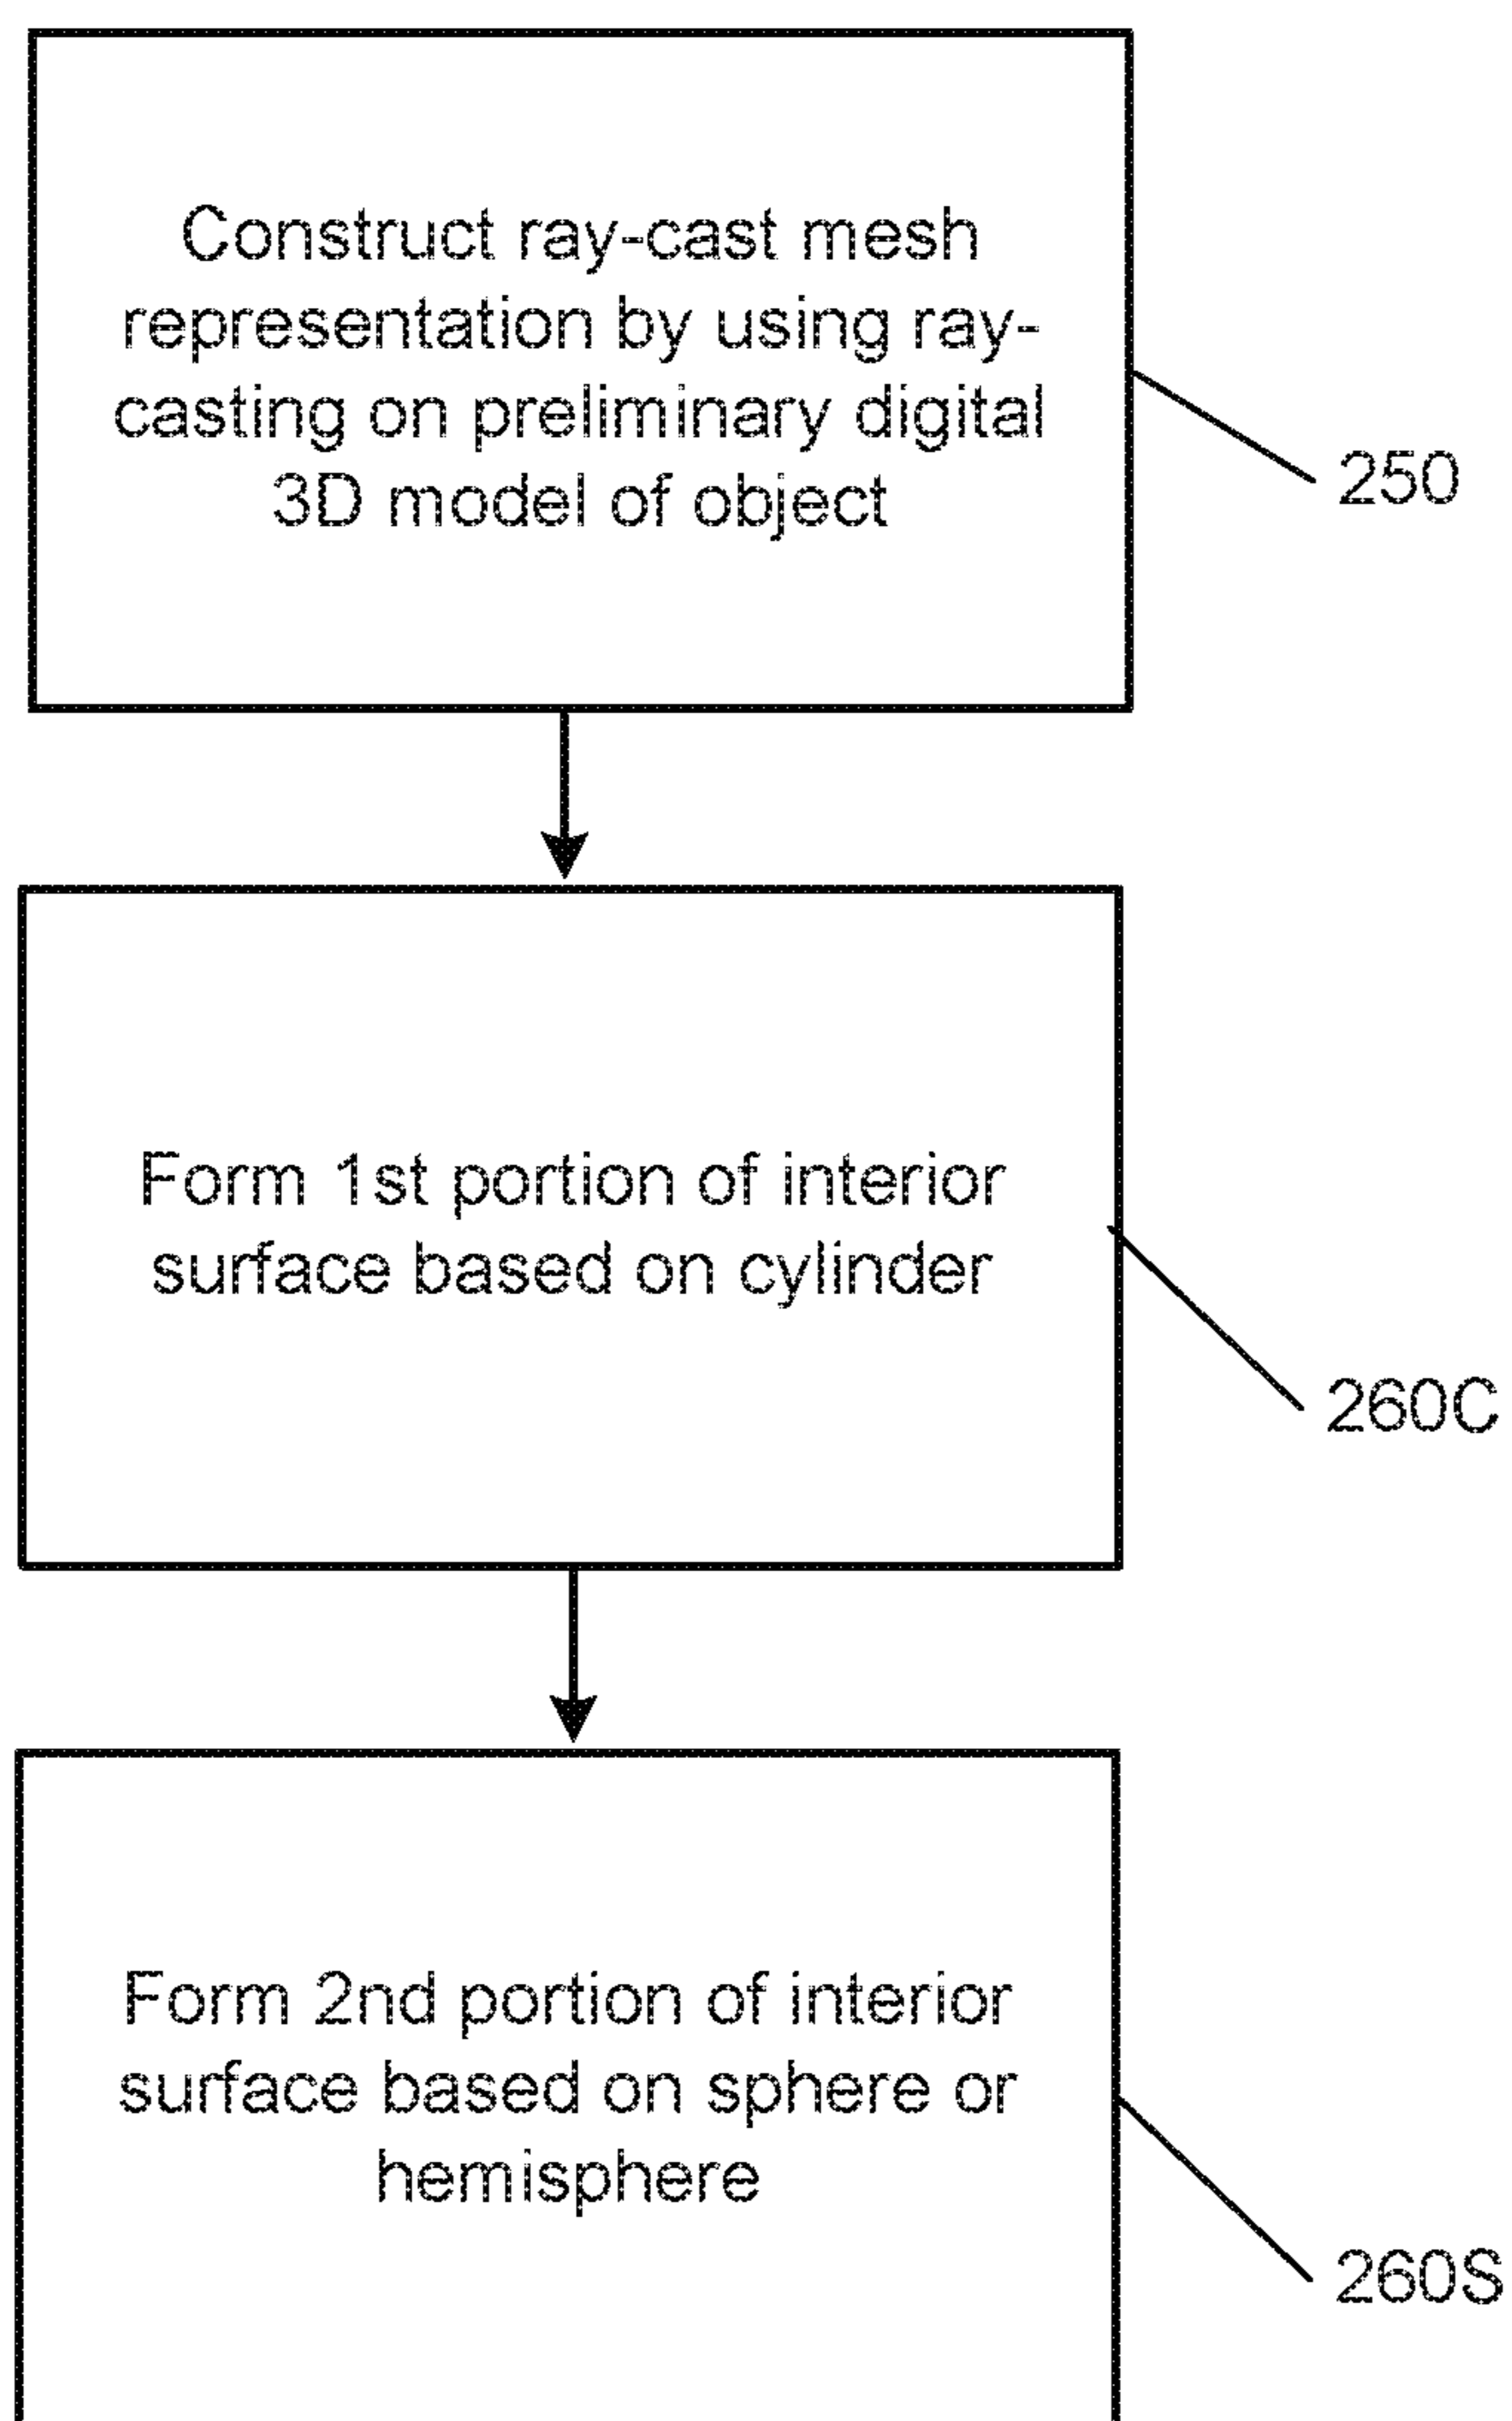 Construct ray-cast mesh
representation by using ray-
casting on preliminary digital
3D model of object
250
Form 1st portion of interior
surface based on cylinder
260C
Form 2nd portion of interior
surface based on sphere or
hemisphere
260S